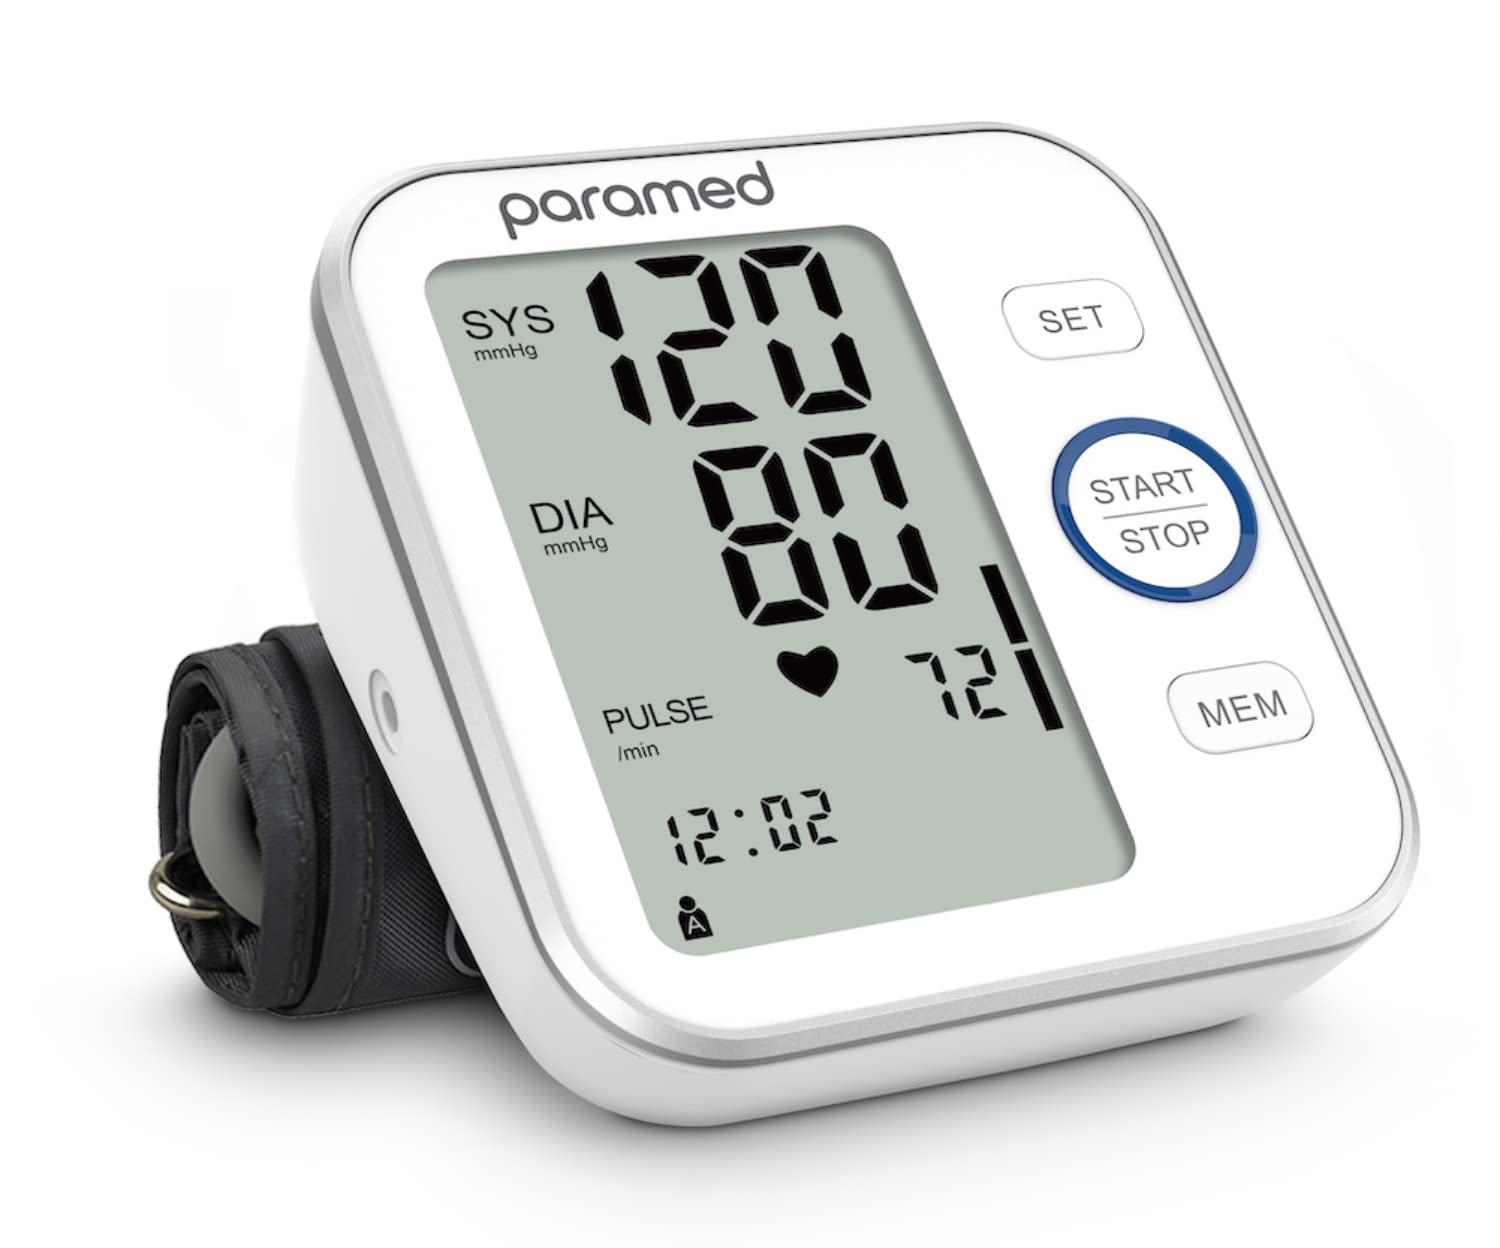 paramed
SYS
mmHg
120
DIA
mmHg
80
PULSE
/min
72
12:02
A
SET
START
STOP
MEM